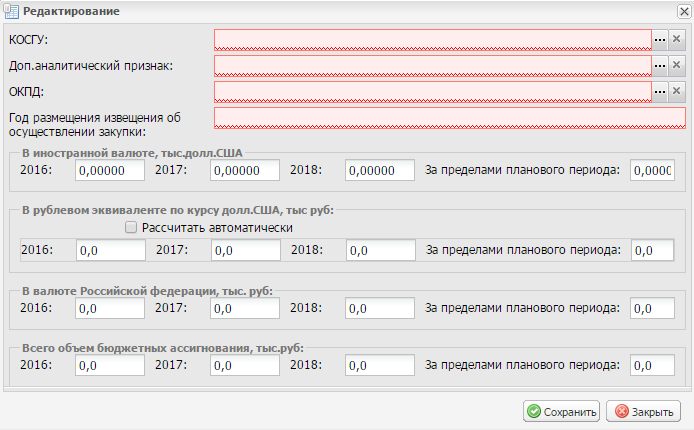 Редактирование
КОСГУ:
Доп.аналитический признак:
ОКПД:
Год размещения извещения об
осуществлении закупки:
В иностранной валюте, тыс.долл.США
2016: 0,00000 2017: 0,00000 2018: 0,00000 За пределами планового периода: 0,0000
В рублевом эквиваленте по курсу долл.США, тыс руб:
Рассчитать автоматически
2016: 0,0 2017: 0,0 2018: 0,0 За пределами планового периода: 0,0
В валюте Российской федерации, тыс. руб:
2016: 0,0 2017: 0,0 2018: 0,0 За пределами планового периода: 0,0
Всего объем бюджетных ассигнования, тыс.руб:
2016: 0,0 2017: 0,0 2018: 0,0 За пределами планового периода: 0,0
Сохранить Закрыть